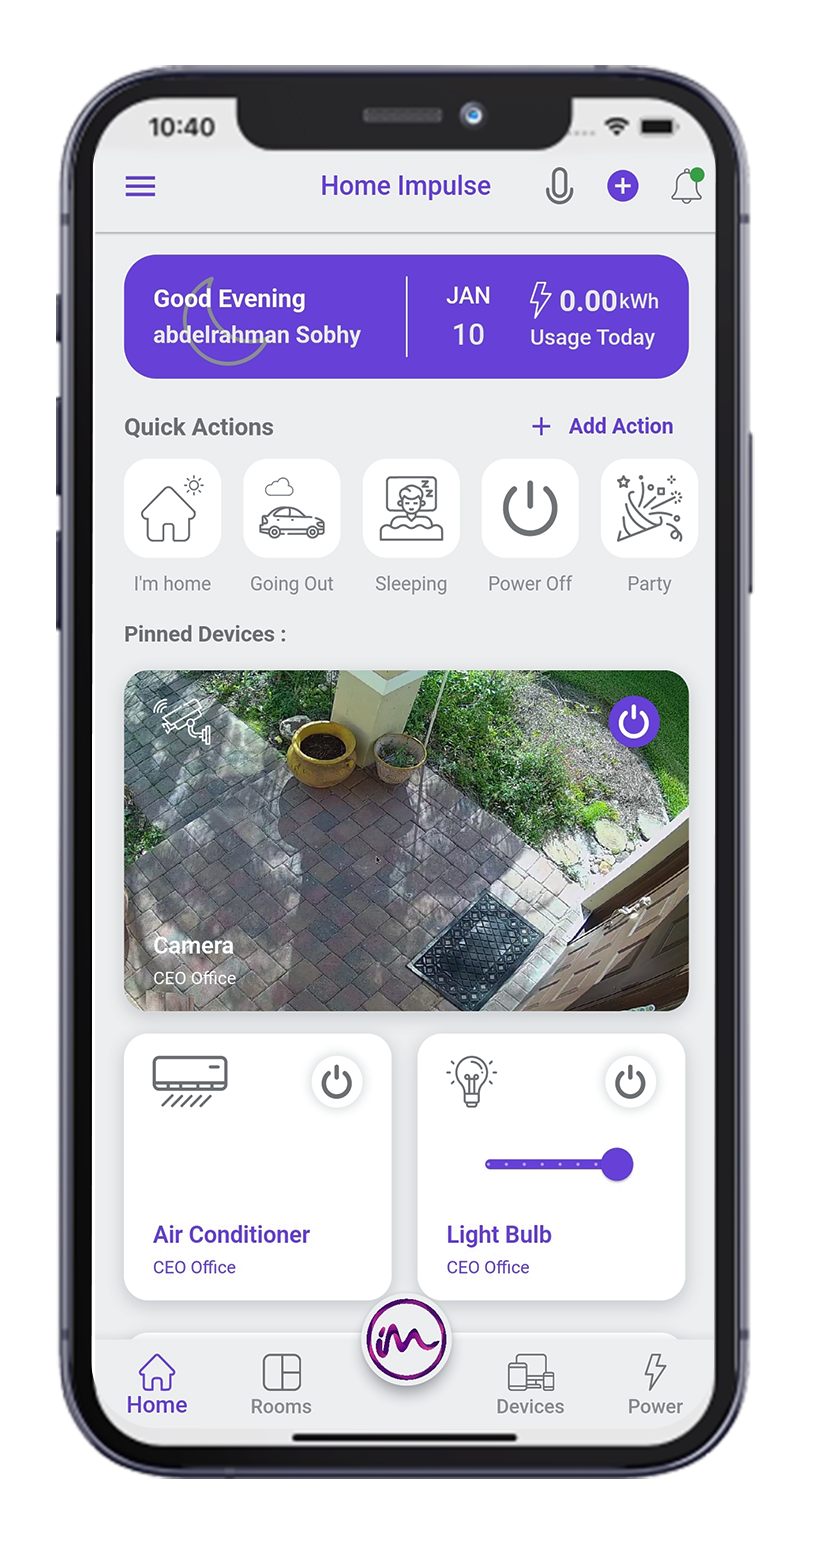 10:40
Home Impulse
Good Evening
abdelrahman Sobhy
JAN
10
0.00kWh
Usage Today
Quick Actions
+ Add Action
I'm home
Going Out
Sleeping
Power Off
Party
Pinned Devices :
Camera
CEO Office
Air Conditioner
CEO Office
Light Bulb
CEO Office
im
Home
Rooms
Devices
Power